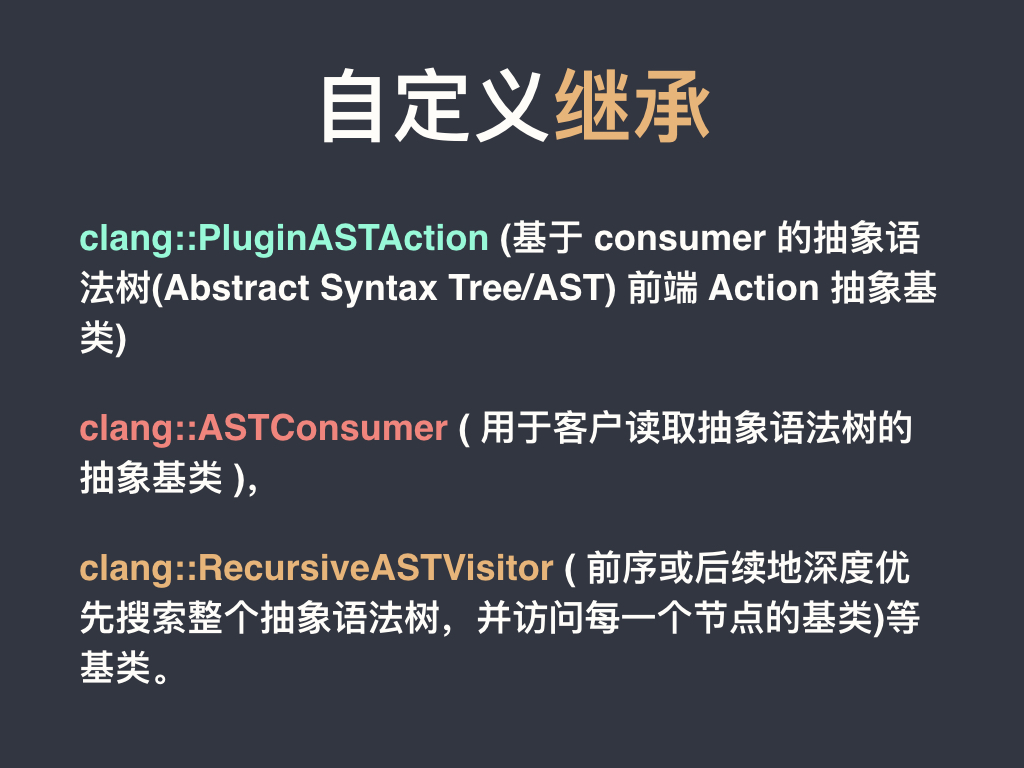 自定义继承
clang::PluginASTAction (基于 consumer 的抽象语
法树(Abstract Syntax Tree/AST) 前端 Action 抽象基
类)
clang::ASTConsumer ( 用于客户读取抽象语法树的
抽象基类 ),
clang::RecursiveASTVisitor ( 前序或后续地深度优
先搜索整个抽象语法树，并访问每一个节点的基类)等
基类。